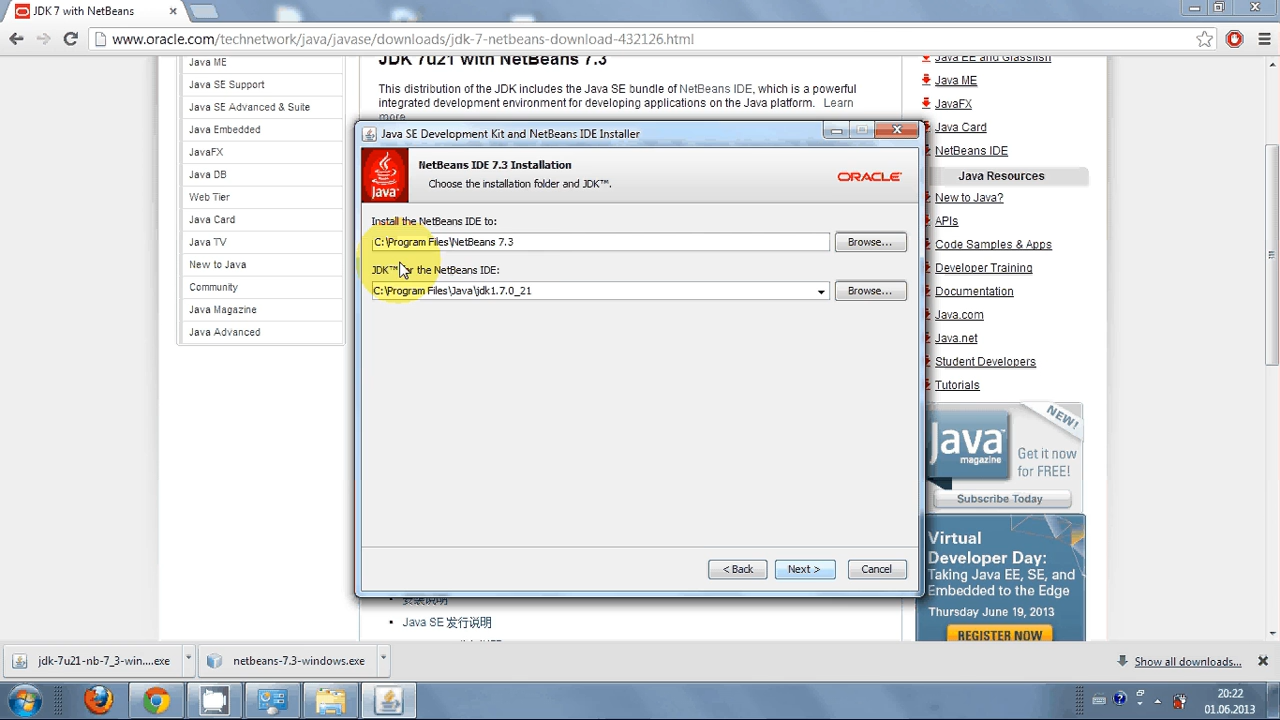 JDK 7 with NetBeans
www.oracle.com/technetwork/java/javase/downloads/jdk-7-netbeans-download-432126.html
Java ME
Java SE Support
Java SE Advanced & Suite
Java Embedded
JavaFX
Java DB
Web Tier
Java Card
Java TV
New to Java
Community
Java Magazine
Java Advanced
JDK 7u21 with NetBeans 7.3
This distribution of the JDK includes the Java SE bundle of NetBeans IDE, which is a powerful
integrated development environment for developing applications on the Java platform. Learn
more
Java SE Development Kit and NetBeans IDE Installer
Java
NetBeans IDE 7.3 Installation
Choose the installation folder and JDK™.
ORACLE
Install the NetBeans IDE to:
C:\Program Files\NetBeans 7.3
Browse...
JDK™ for the NetBeans IDE:
C:\Program Files\Java\jdk1.7.0_21
Browse...
< Back
Next >
Cancel
安装说明
Java SE 发行说明
Java EE and Glassfish
Java ME
JavaFX
Java Card
NetBeans IDE
Java Resources
New to Java?
APIs
Code Samples & Apps
Developer Training
Documentation
Java.com
Java.net
Student Developers
Tutorials
NEW!
Java
magazine
Get it now
for FREE!
Subscribe Today
Virtual
Developer Day:
Taking Java EE, SE, and
Embedded to the Edge
Thursday June 19, 2013
REGISTER NOW
jdk-7u21-nb-7_3-win....exe
netbeans-7.3-windows.exe
Show all downloads...
20:22
01.06.2013